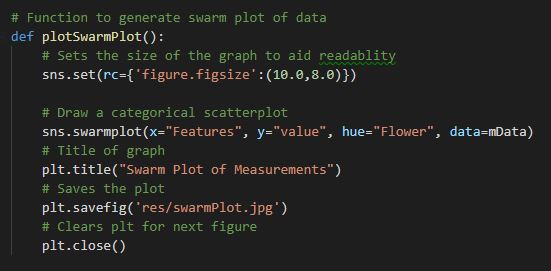 # Function to generate swarm plot of data
def plotSwarmPlot():
    # Sets the size of the graph to aid readablity
    sns.set(rc={'figure.figsize':(10.0,8.0)})

    # Draw a categorical scatterplot
    sns.swarmplot(x="Features", y="value", hue="Flower", data=mData)
    # Title of graph
    plt.title("Swarm Plot of Measurements")
    # Saves the plot
    plt.savefig('res/swarmPlot.jpg')
    # Clears plt for next figure
    plt.close()